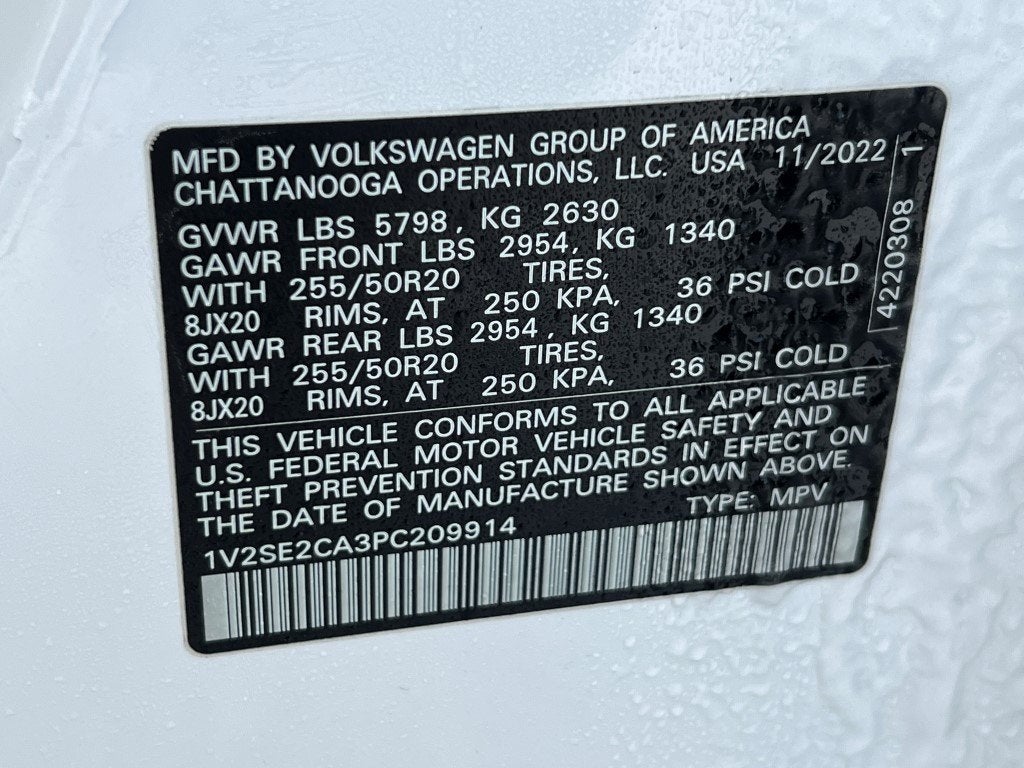 MFD BY VOLKSWAGEN GROUP OF AMERICA
CHATTANOOGA OPERATIONS, LLC. USA 11/2022
GVWR LBS 5798, KG 2630
GAWR FRONT LBS 2954, KG 1340
WITH 255/50R20 TIRES,
8JX20 RIMS, AT 250 KPA, 36 PSI COLD
GAWR REAR LBS 2954, KG 1340
WITH 255/50R20 TIRES,
8JX20 RIMS, AT 250 KPA, 36 PSI COLD
4220308 1
THIS VEHICLE CONFORMS TO ALL APPLICABLE
U.S. FEDERAL MOTOR VEHICLE SAFETY AND
THEFT PREVENTION STANDARDS IN EFFECT ON
THE DATE OF MANUFACTURE SHOWN ABOVE.
1V2SE2CA3PC209914 TYPE: MPV